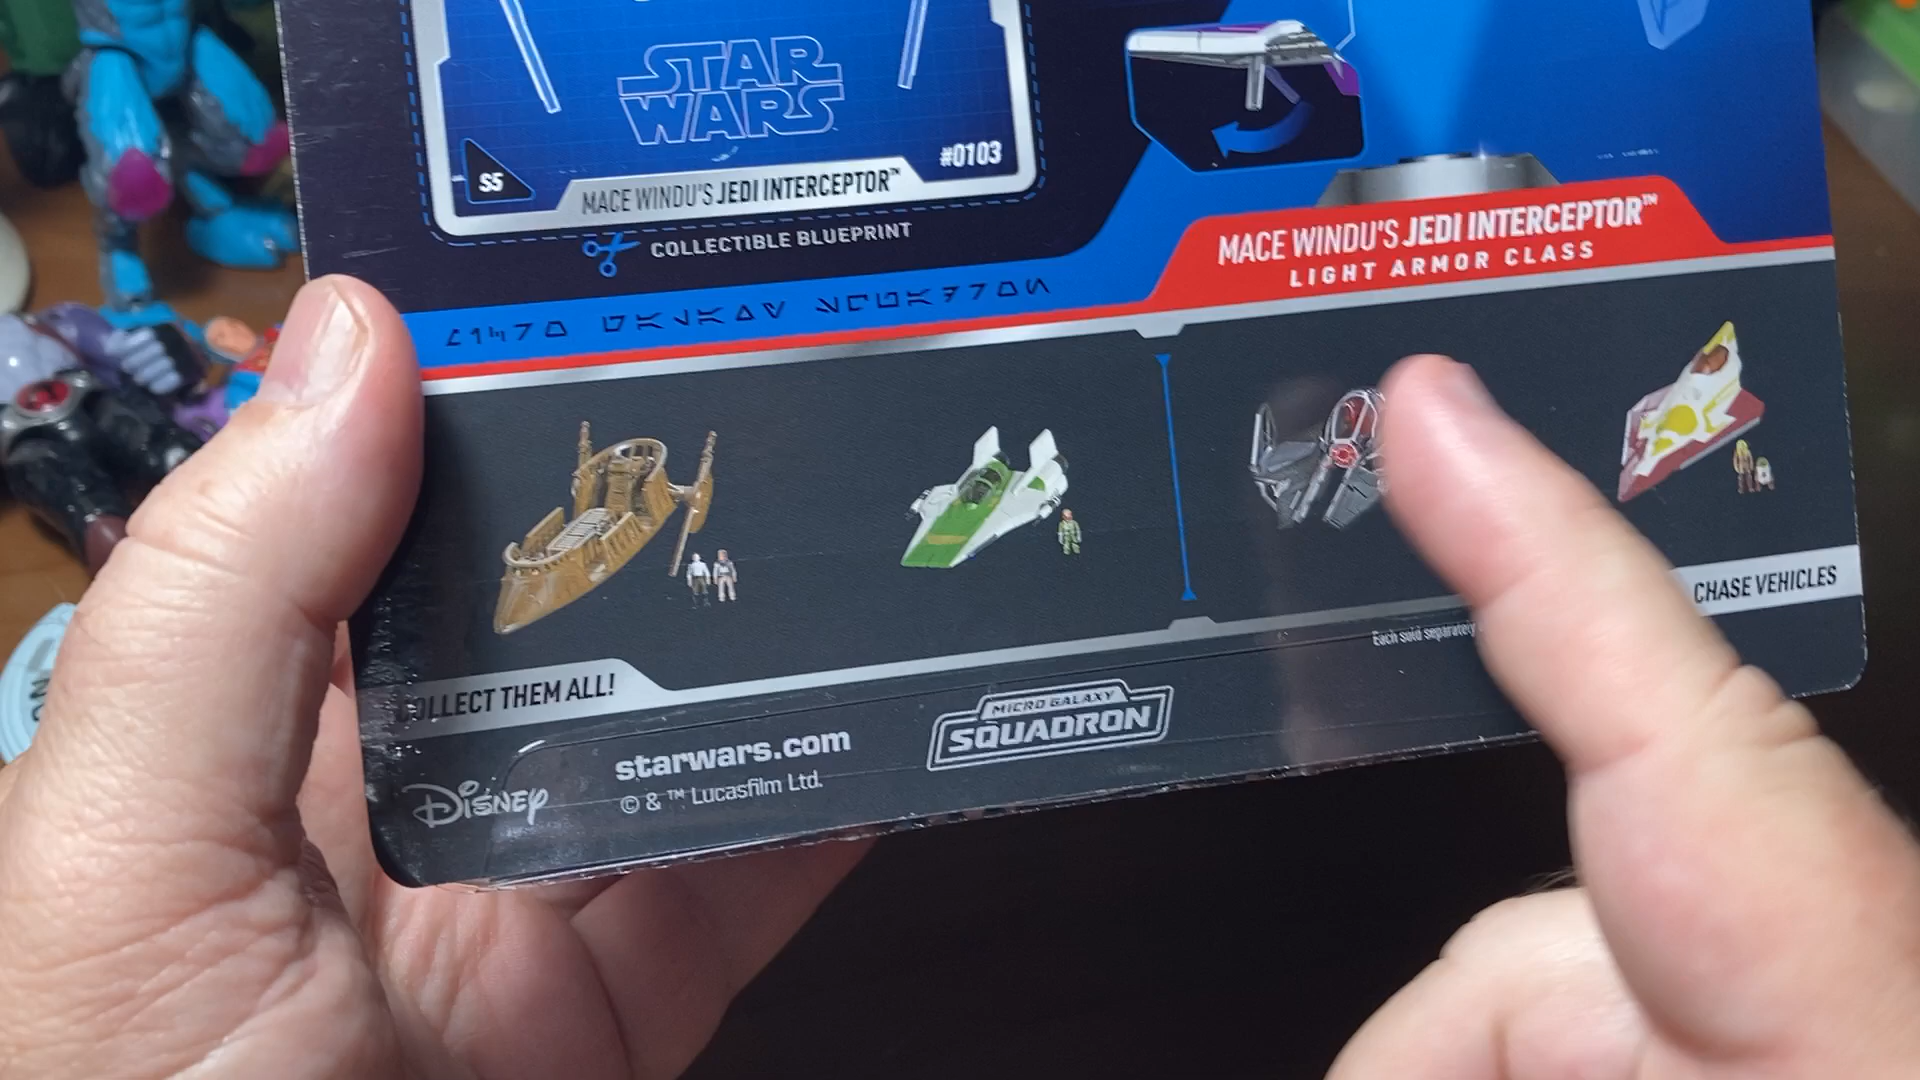 STAR
WARS
S5
#0103
MACE WINDU'S JEDI INTERCEPTOR™
COLLECTIBLE BLUEPRINT
MACE WINDU'S JEDI INTERCEPTOR™
LIGHT ARMOR CLASS
CHASE VEHICLES
Each sold separately
COLLECT THEM ALL!
MICRO GALAXY
SQUADRON
starwars.com
Disney
© & ™ Lucasfilm Ltd.